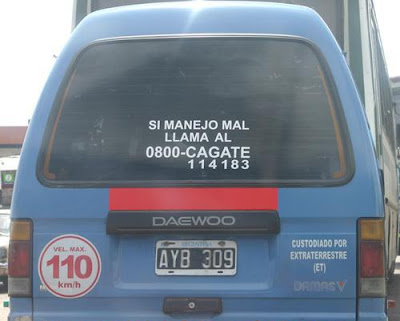 SI MANEJO MAL
LLAMA AL
0800-CAGATE
114183
DAEWOO
VEL. MAX.
110
km/h
AYB 309
CUSTODIADO POR
EXTRATERRESTRE
(ET)
DAMAS V